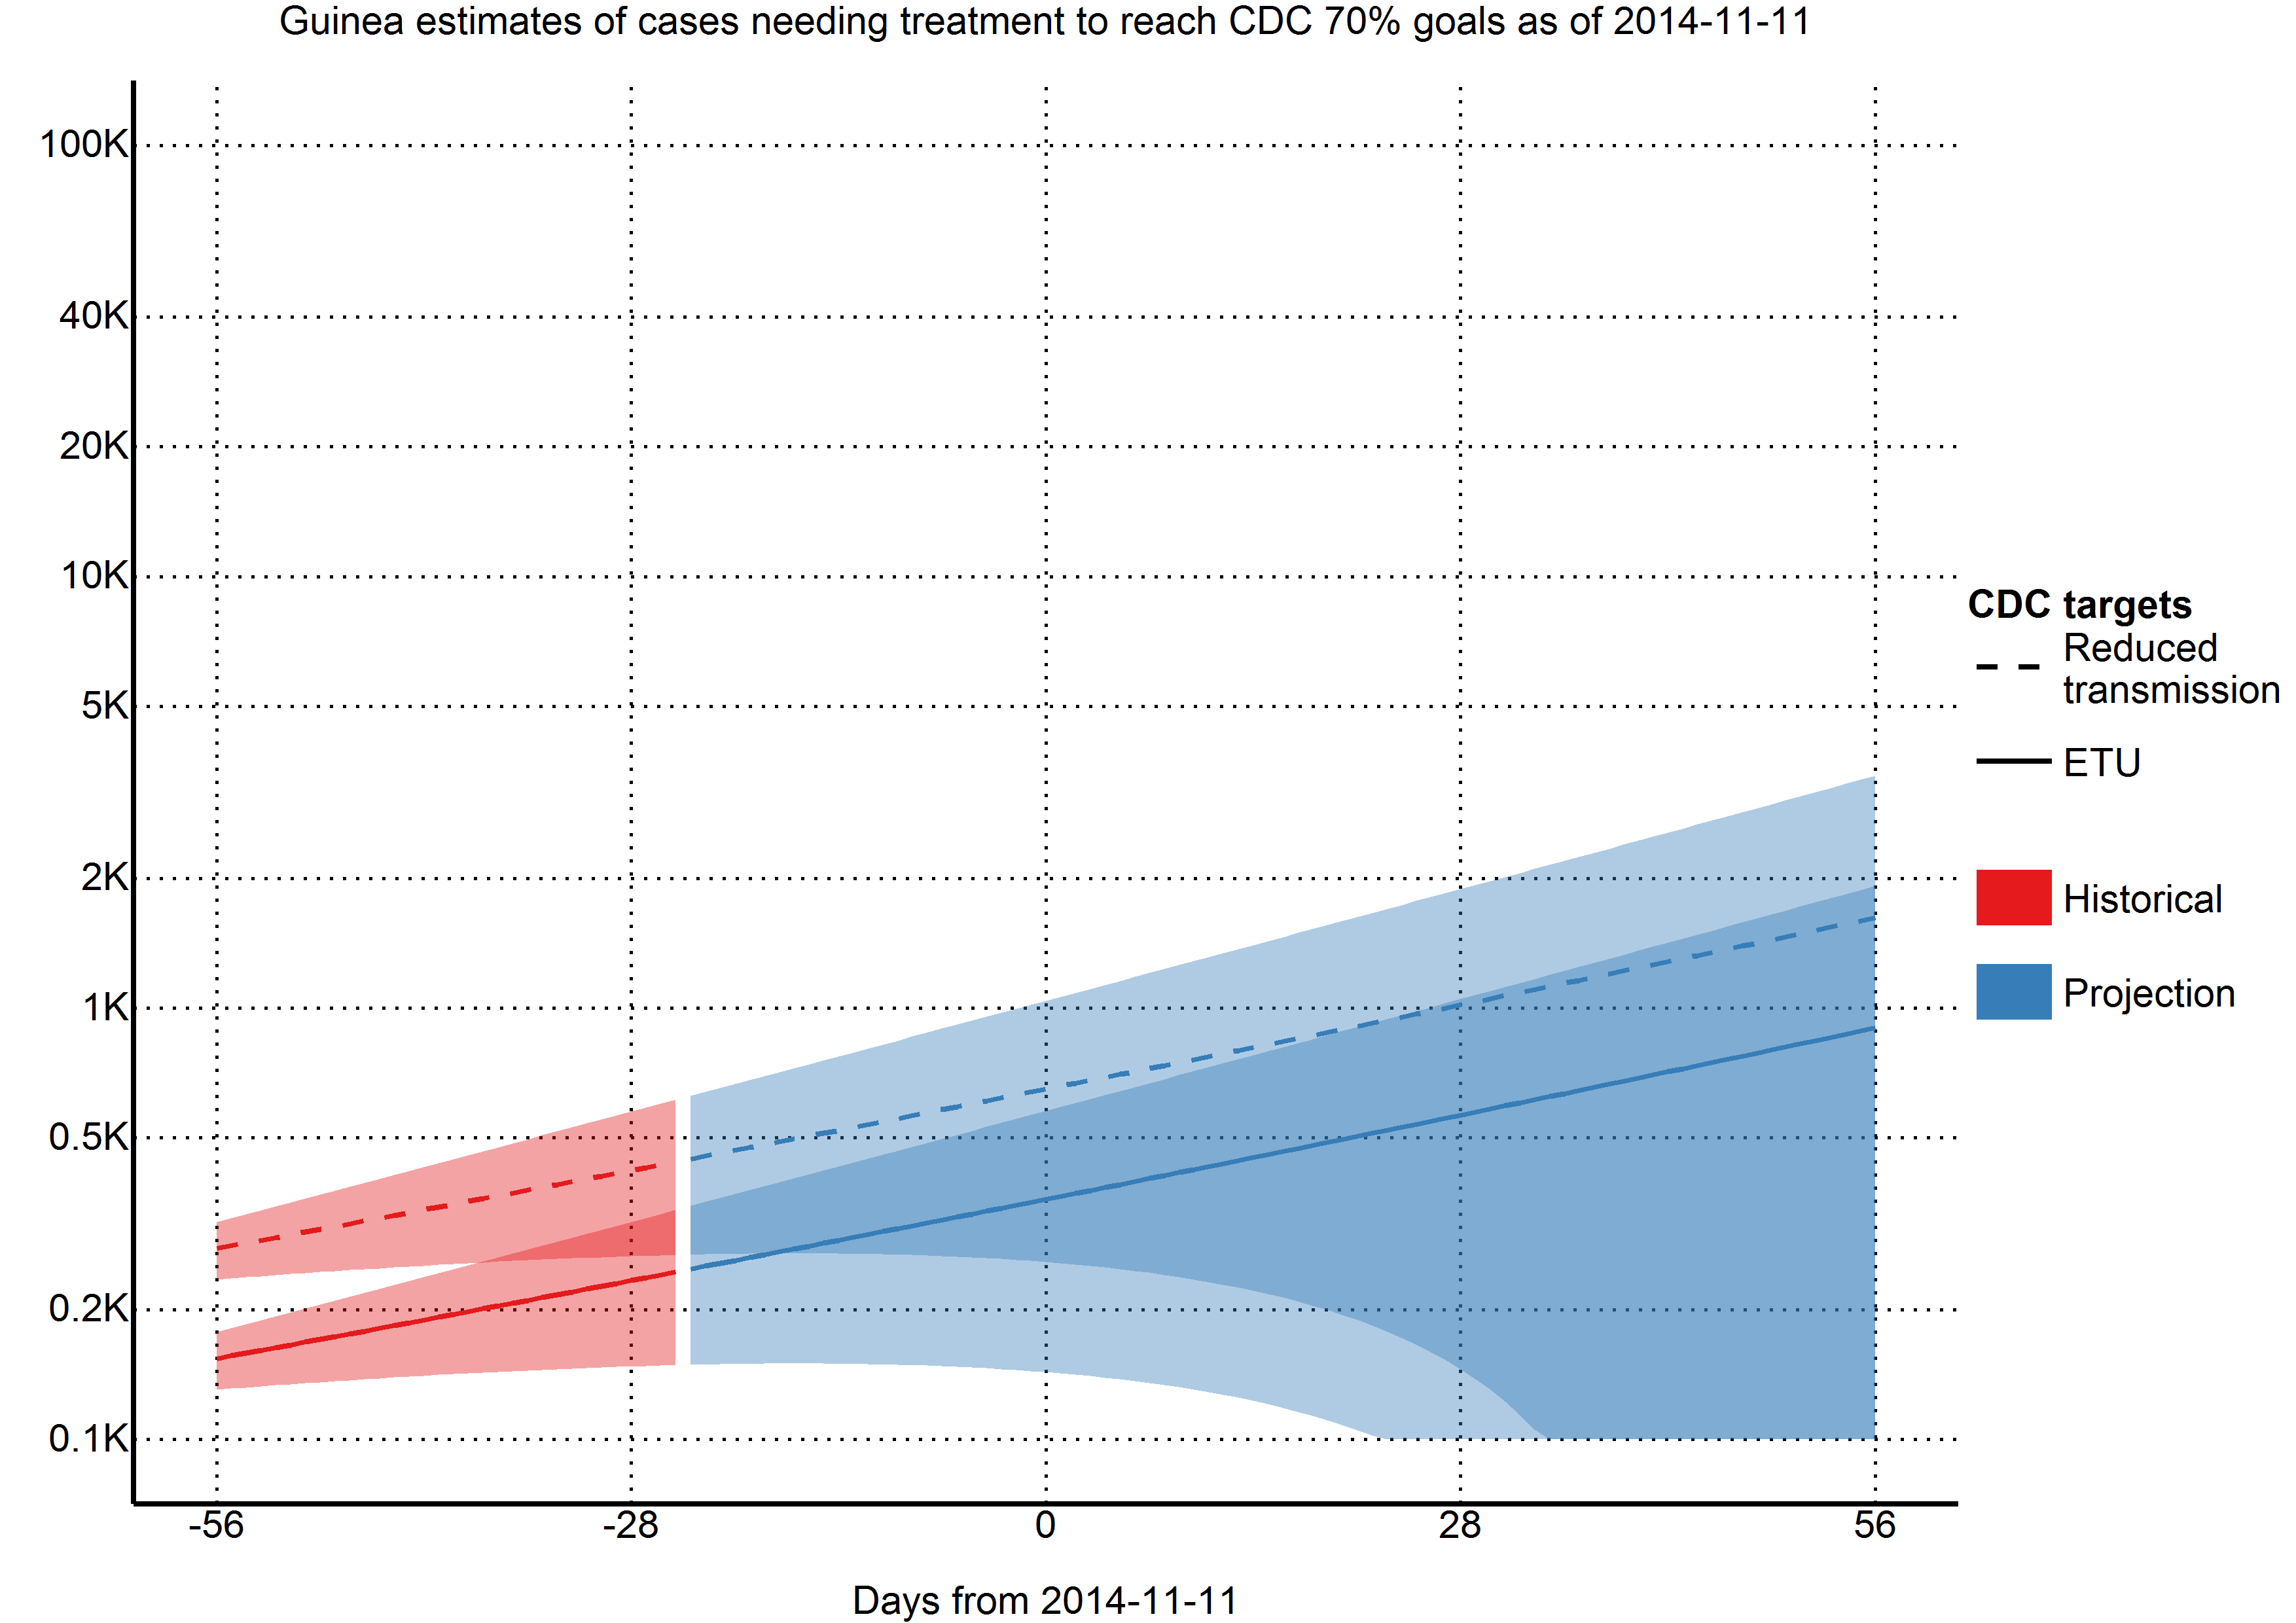 Guinea estimates of cases needing treatment to reach CDC 70% goals as of 2014-11-11
100K
40K
20K
10K
5K
2K
1K
0.5K
0.2K
0.1K
-56
-28
0
28
56
Days from 2014-11-11
CDC targets
Reduced
transmission
ETU
Historical
Projection